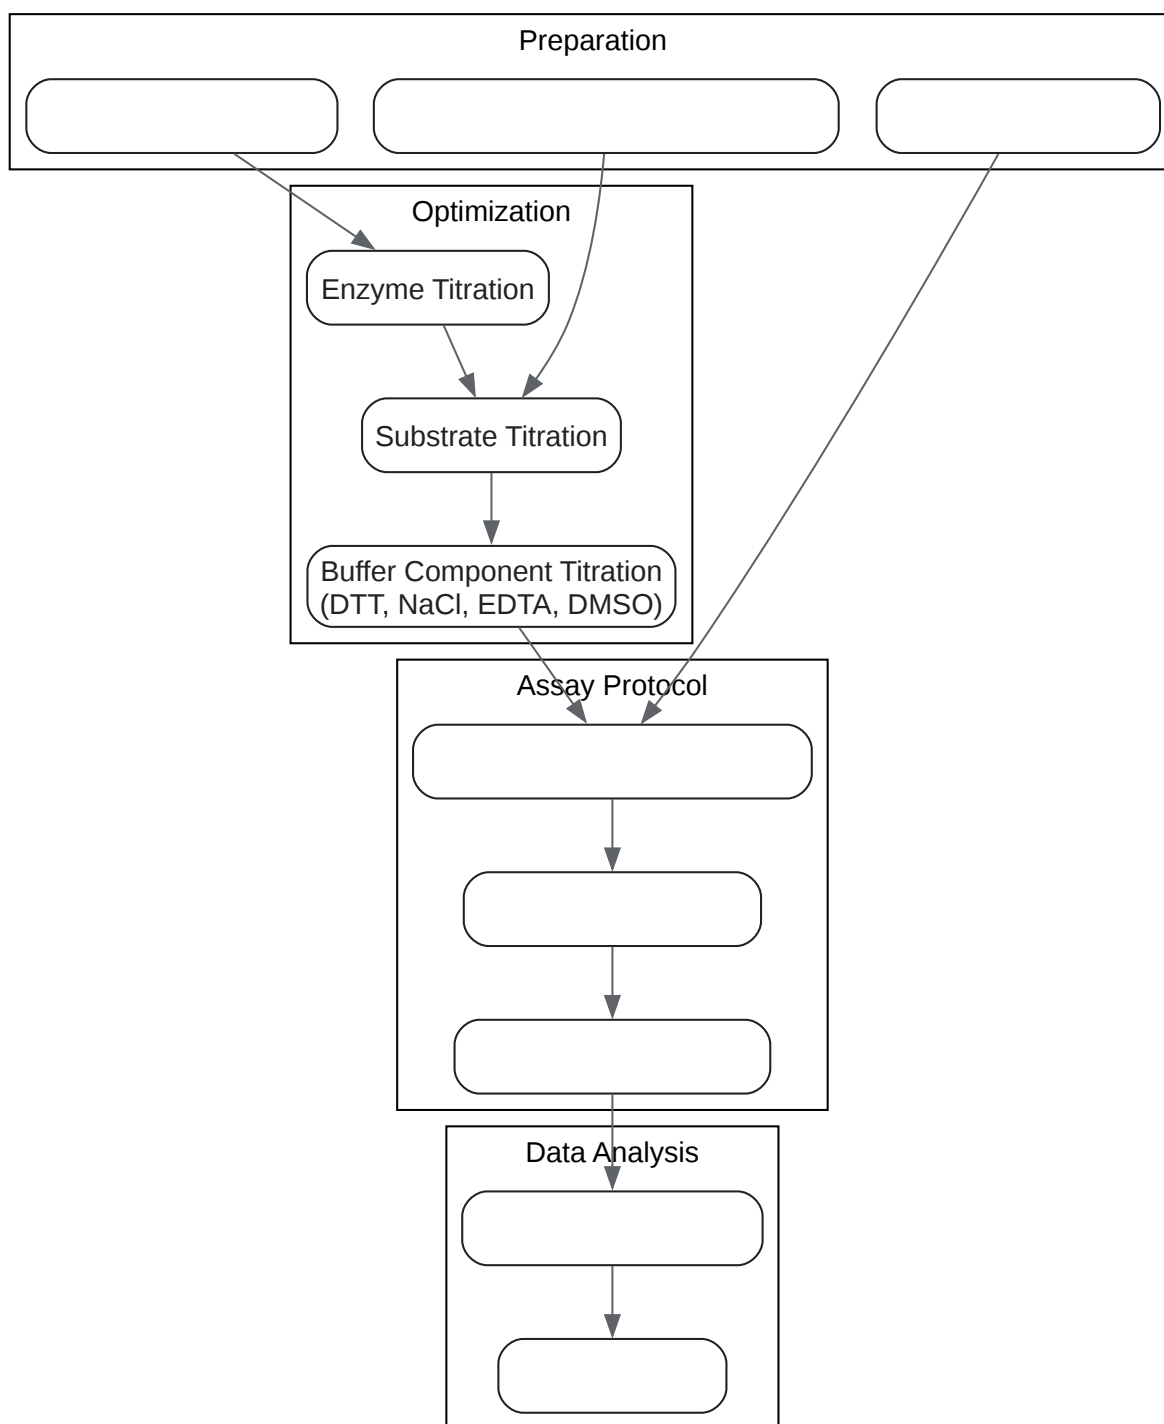 Preparation
Optimization
Enzyme Titration
Substrate Titration
Buffer Component Titration
(DTT, NaCl, EDTA, DMSO)
Assay Protocol
Data Analysis